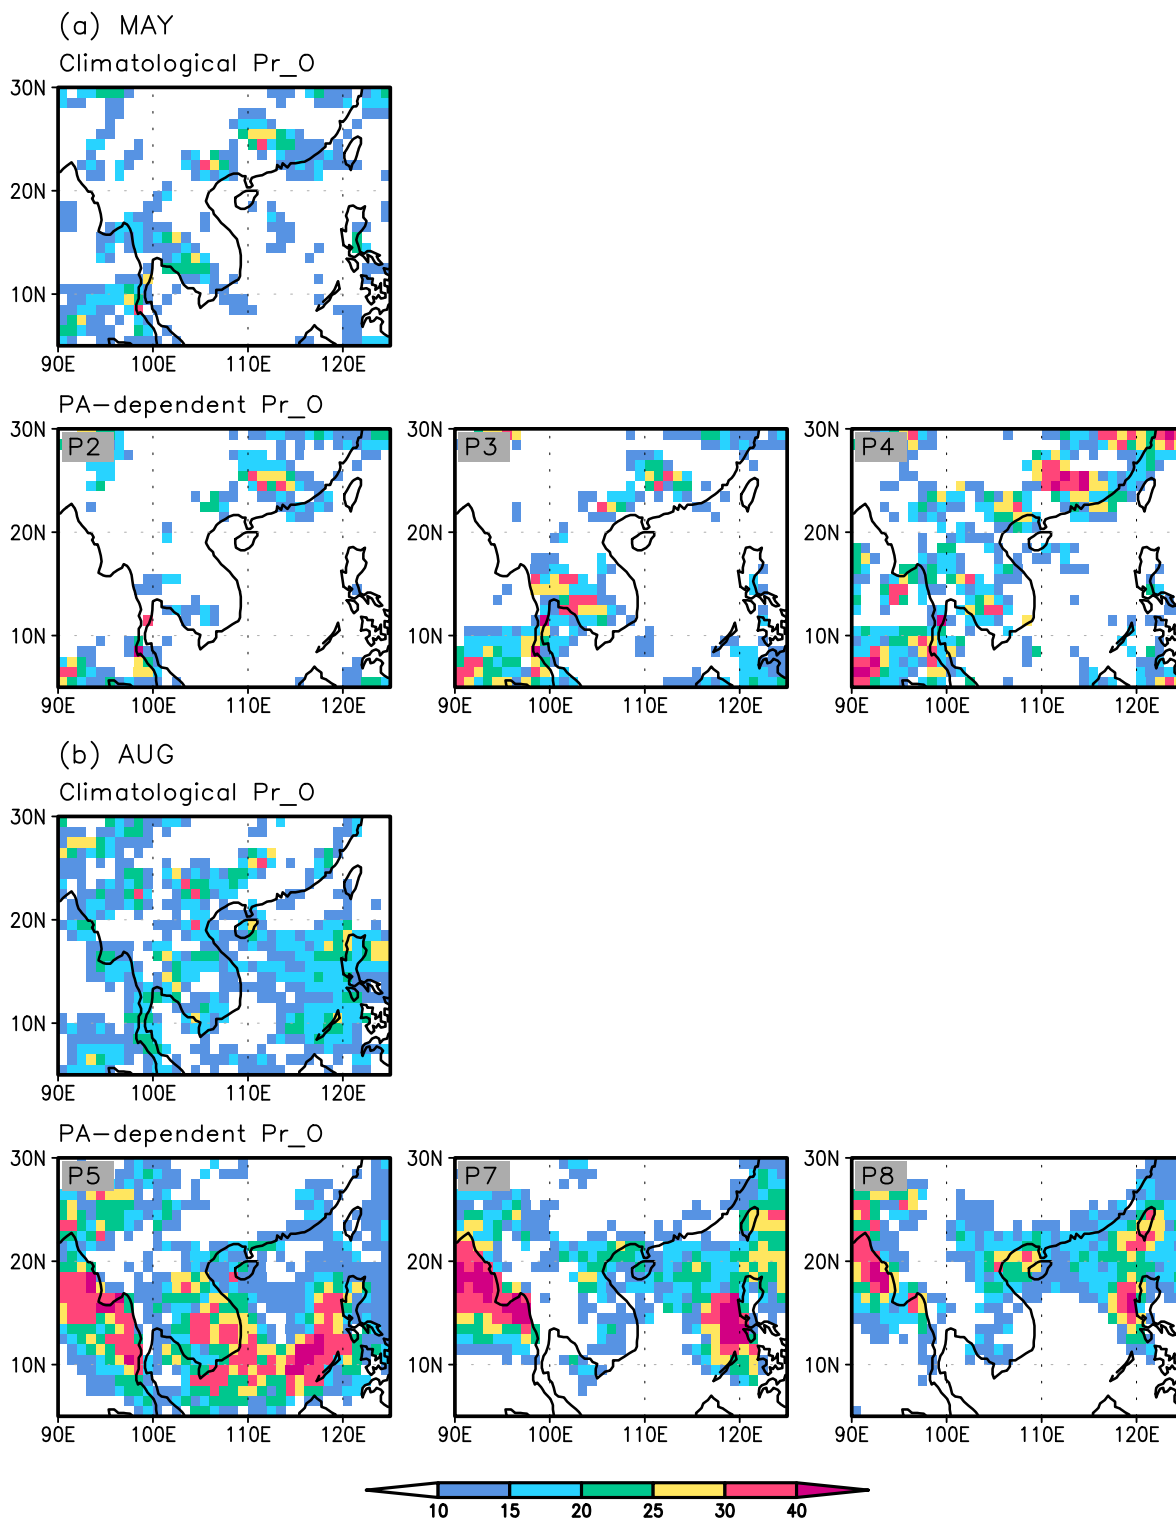 (a) MAY
Climatological Pr_O
30N
20N
10N
90E 100E 110E 120E
PA-dependent Pr_O
P2 P3 P4
30N 30N 30N
20N 20N 20N
10N 10N 10N
90E 100E 110E 120E 90E 100E 110E 120E 90E 100E 110E 120E
(b) AUG
Climatological Pr_O
30N
20N
10N
90E 100E 110E 120E
PA-dependent Pr_O
P5 P7 P8
30N 30N 30N
20N 20N 20N
10N 10N 10N
90E 100E 110E 120E 90E 100E 110E 120E 90E 100E 110E 120E
10 15 20 25 30 40